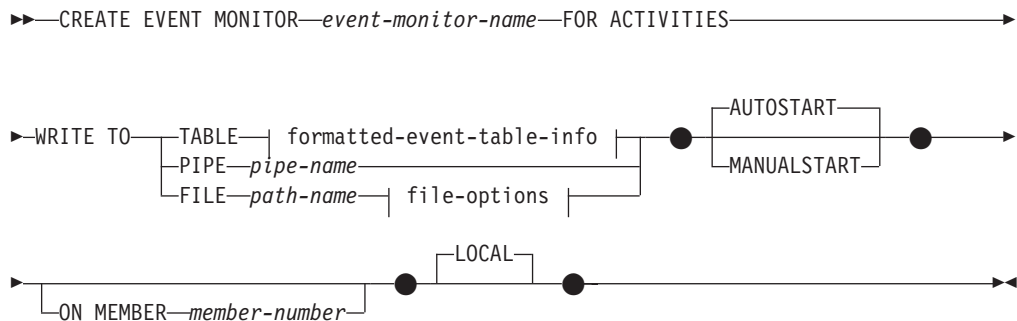 CREATE EVENT MONITOR event-monitor-name FOR ACTIVITIES
AUTOSTART
WRITE TO TABLE formatted-event-table-info
PIPE pipe-name MANUALSTART
FILE path-name file-options
LOCAL
ON MEMBER member-number